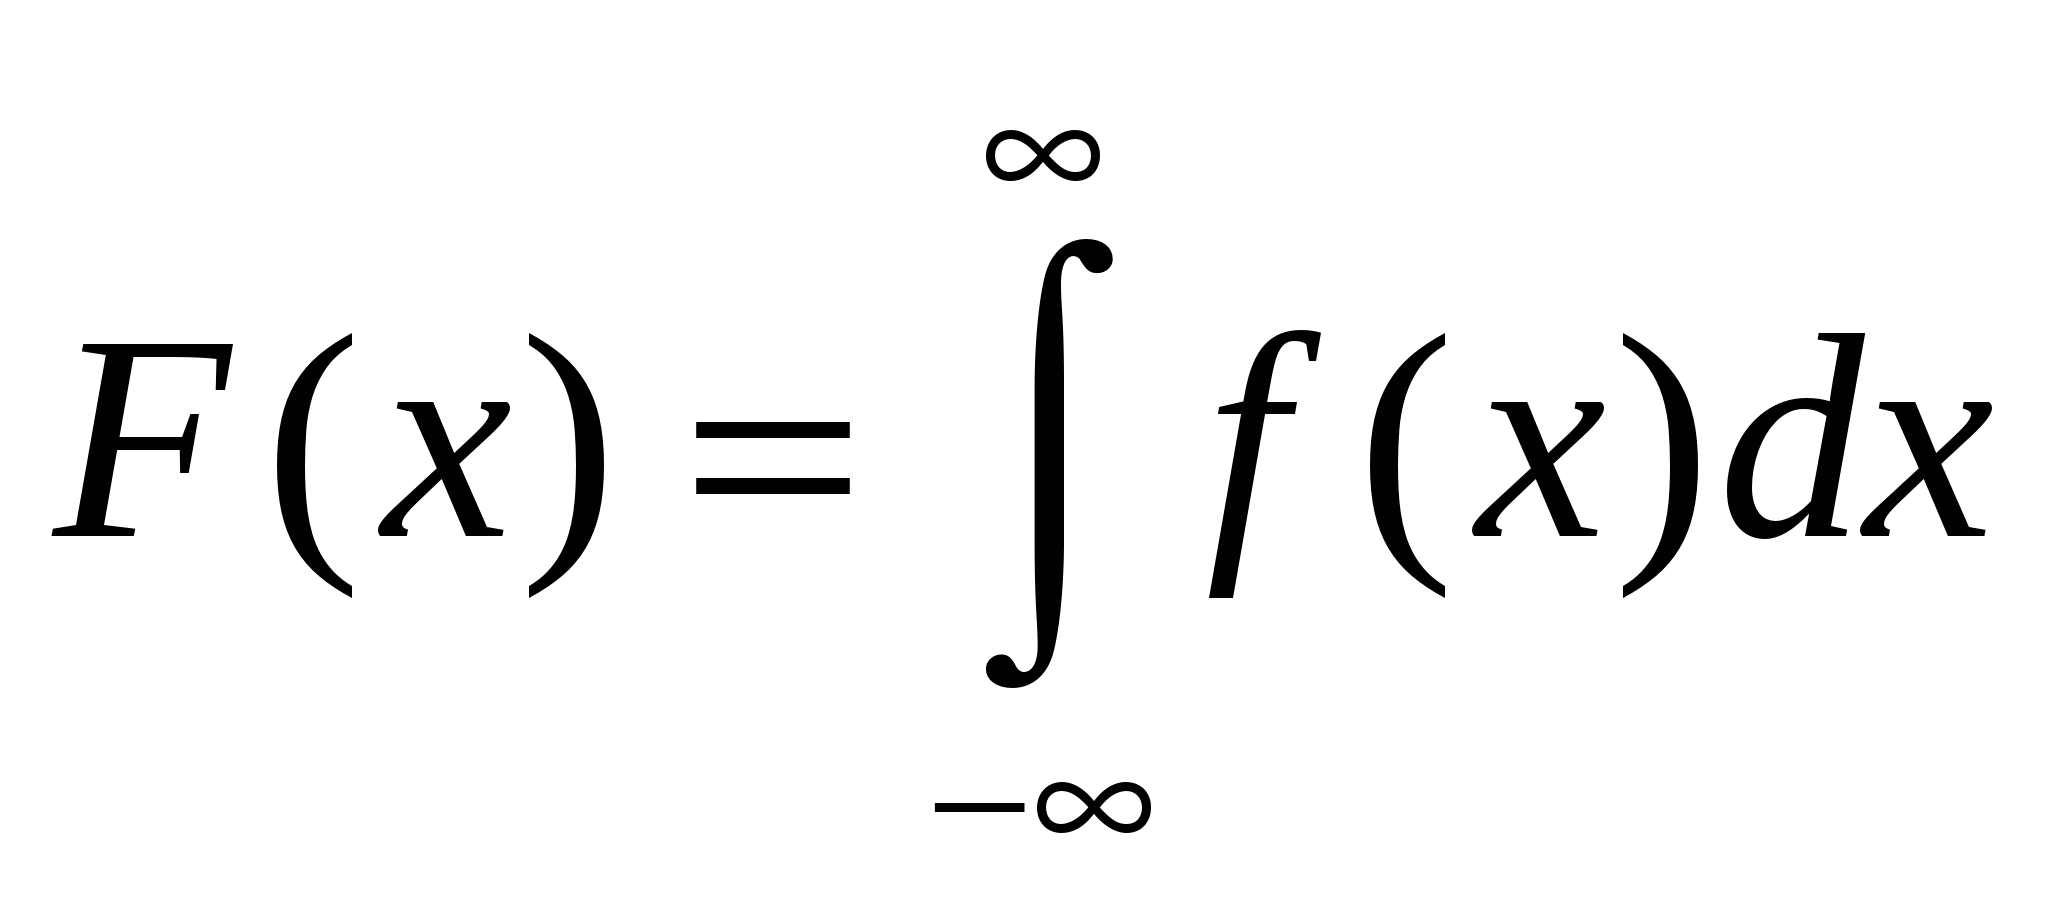 F(x) = ∫_{-∞}^{∞} f(x)dx